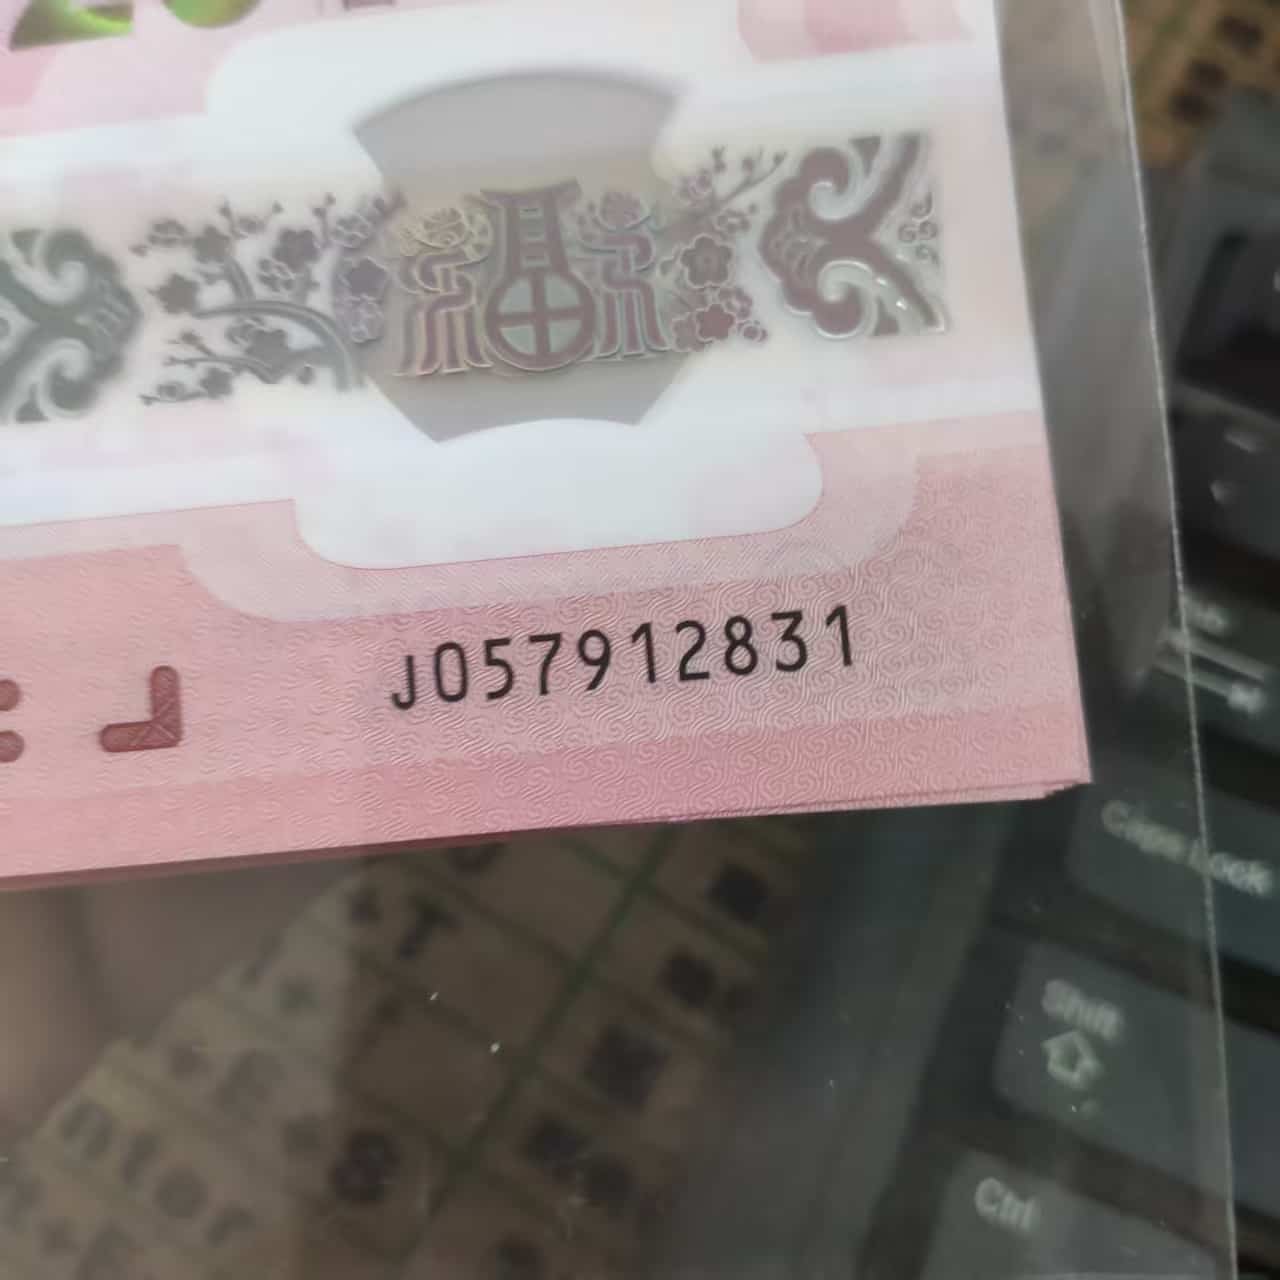 福
J057912831
Caps Lock
Shift
Ctrl